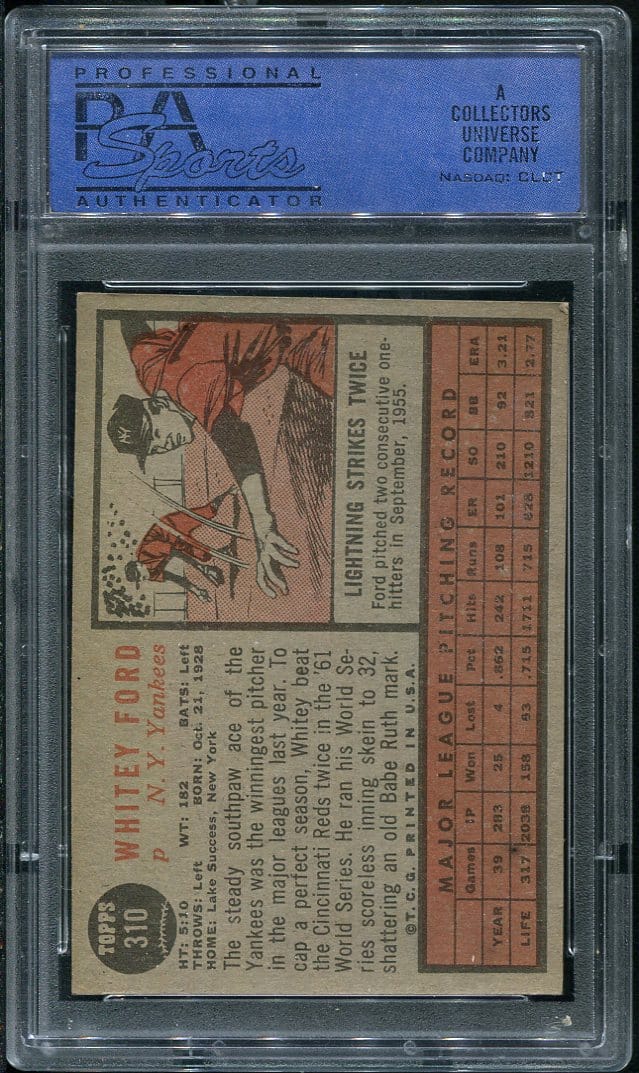 PROFESSIONAL
PSA
Sports
AUTHENTICATOR
A
COLLECTORS
UNIVERSE
COMPANY
NASDAQ: CLCT
TOPPS
310
WHITEY FORD
P N. Y. Yankees
HT: 5:10 WT: 182 BATS: Left
THROWS: Left BORN: Oct. 21, 1928
HOME: Lake Success, New York
The steady southpaw ace of the
Yankees was the winningest pitcher
in the major leagues last year. To
cap a perfect season, Whitey beat
the Cincinnati Reds twice in the '61
World Series. He ran his World Se-
ries scoreless inning skein to 32,
shattering an old Babe Ruth mark.
©T. C. G. PRINTED IN U. S. A.
NY
LIGHTNING STRIKES TWICE
Ford pitched two consecutive one-
hitters in September, 1955.
MAJOR LEAGUE PITCHING RECORD
Games IP Won Lost Pct Hits Runs ER SO BB ERA
YEAR 39 283 25 4 .862 242 108 101 210 92 3.21
LIFE 317 2038 158 63 .715 1711 715 628 1210 821 2.77